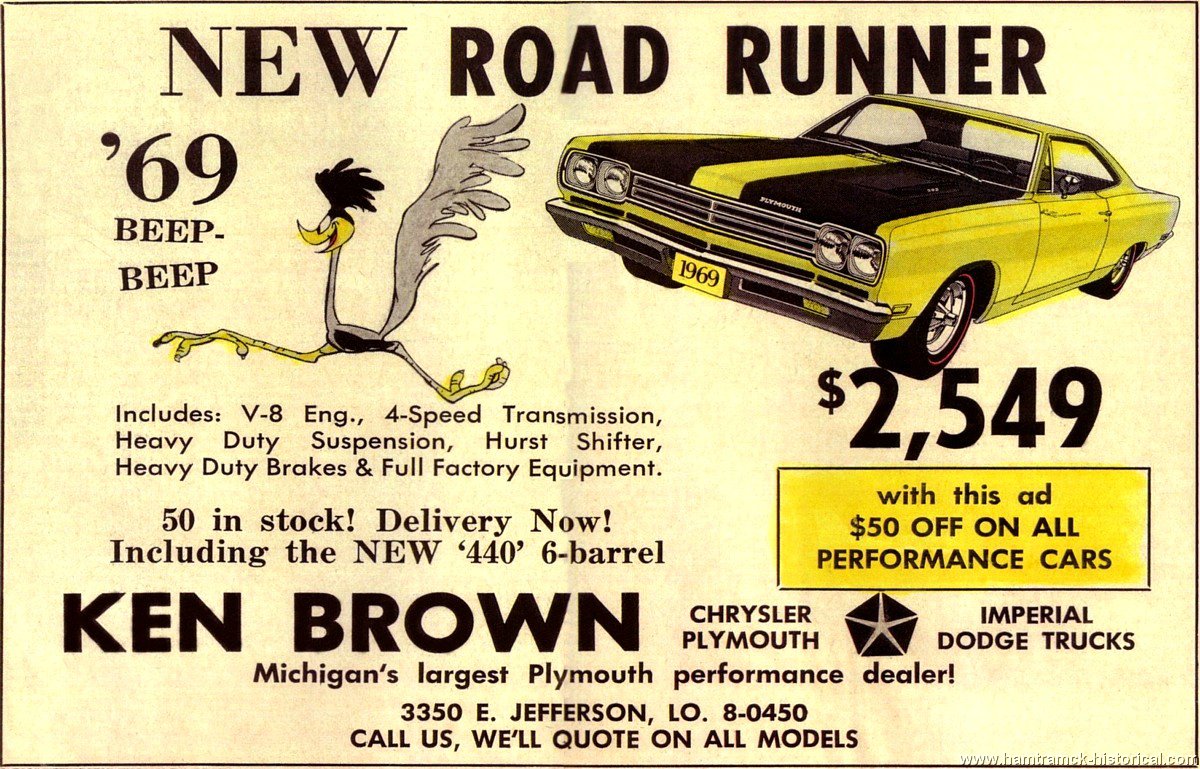 NEW ROAD RUNNER
'69
BEEP-
BEEP
PLYMOUTH
1969
$2,549
Includes: V-8 Eng., 4-Speed Transmission,
Heavy Duty Suspension, Hurst Shifter,
Heavy Duty Brakes & Full Factory Equipment.
50 in stock! Delivery Now!
Including the NEW '440' 6-barrel
with this ad
$50 OFF ON ALL
PERFORMANCE CARS
KEN BROWN
CHRYSLER
PLYMOUTH
IMPERIAL
DODGE TRUCKS
Michigan's largest Plymouth performance dealer!
3350 E. JEFFERSON, LO. 8-0450
CALL US, WE'LL QUOTE ON ALL MODELS
www.hamtramck-historical.com